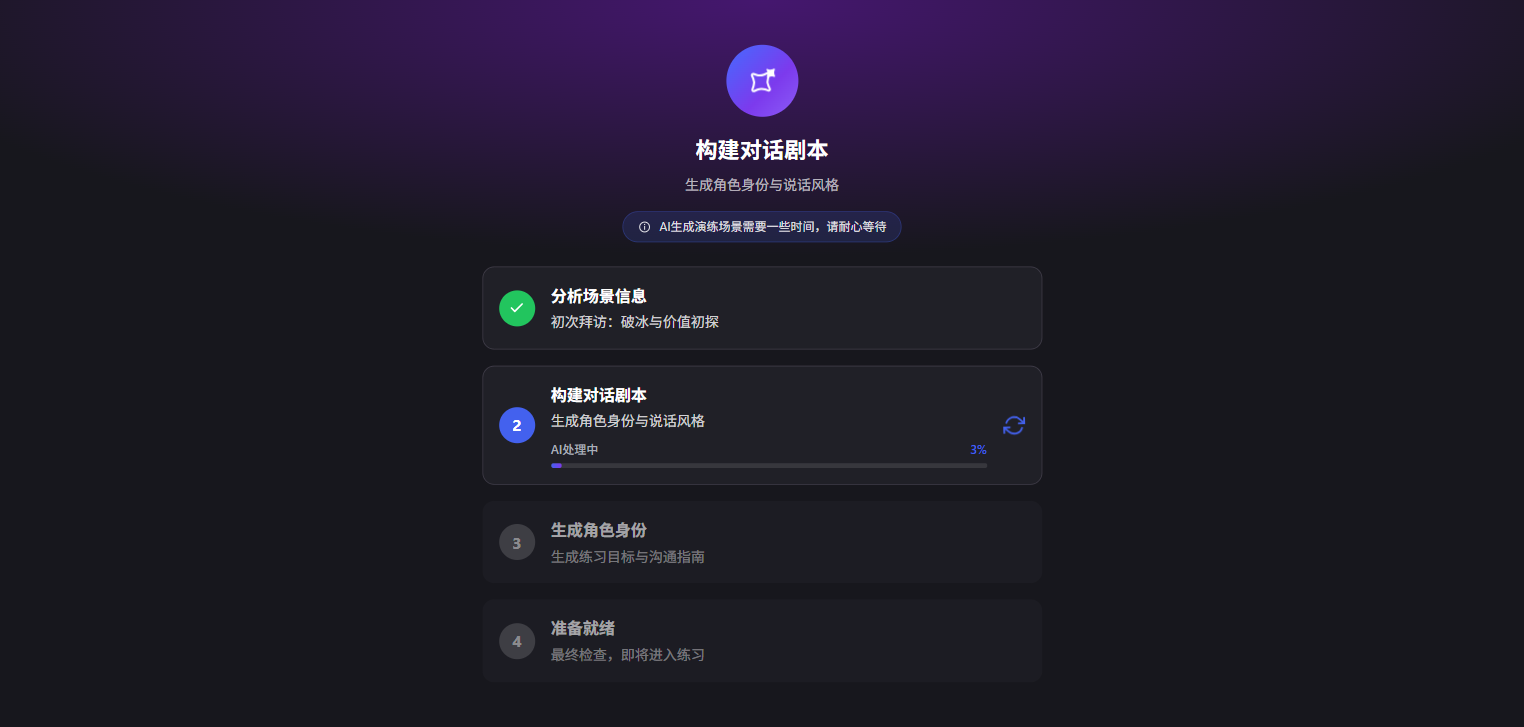 构建对话剧本
生成角色身份与说话风格
AI生成演练场景需要一些时间，请耐心等待
分析场景信息
初次拜访：破冰与价值初探
2
构建对话剧本
生成角色身份与说话风格
AI处理中
3%
3
生成角色身份
生成练习目标与沟通指南
4
准备就绪
最终检查，即将进入练习